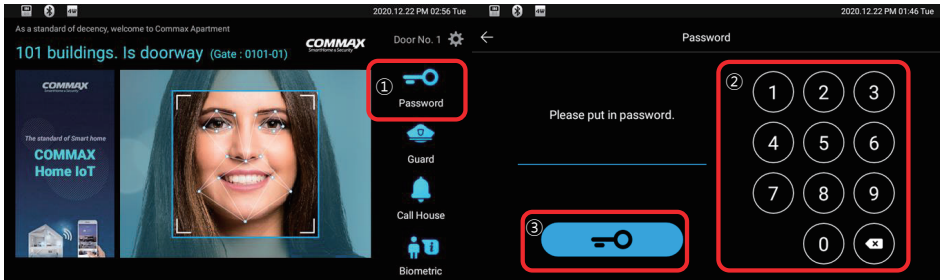 2020.12.22 PM 02:56 Tue
As a standard of decency, welcome to Commax Apartment
101 buildings. Is doorway (Gate : 0101-01)
COMMAX
Smart Home & Security
Door No. 1
COMMAX
The standard of Smart home
COMMAX
Home IoT
①
Password
Guard
Call House
Biometric
2020.12.22 PM 01:46 Tue
Password
Please put in password.
②
1 2 3
4 5 6
7 8 9
0
③